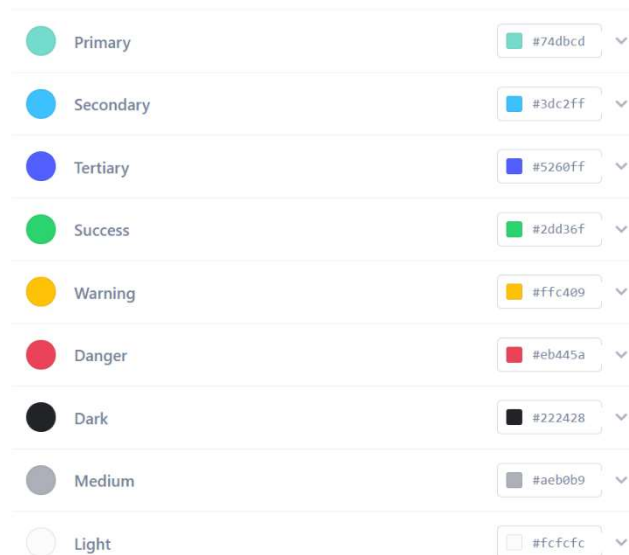 Primary #74dbcd
Secondary #3dc2ff
Tertiary #5260ff
Success #2dd36f
Warning #ffc409
Danger #eb445a
Dark #222428
Medium #aeb0b9
Light #fcfcfc